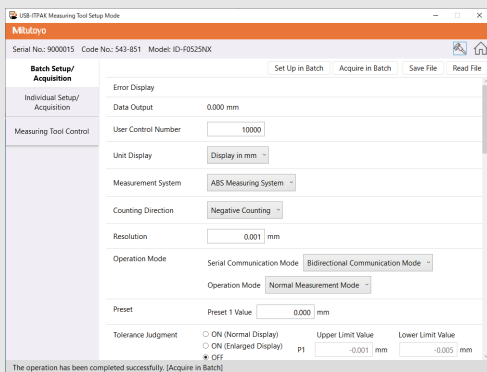 USB-ITPAK Measuring Tool Setup Mode
Mitutoyo
Serial No.: 9000015 Code No.: 543-851 Model: ID-F0525NX
Batch Setup/
Acquisition
Individual Setup/
Acquisition
Measuring Tool Control
Set Up in Batch Acquire in Batch Save File Read File
Error Display
Data Output 0.000 mm
User Control Number 10000
Unit Display Display in mm
Measurement System ABS Measuring System
Counting Direction Negative Counting
Resolution 0.001 mm
Operation Mode Serial Communication Mode Bidirectional Communication Mode
Operation Mode Normal Measurement Mode
Preset Preset 1 Value 0.000 mm
Tolerance Judgment ON (Normal Display) Upper Limit Value Lower Limit Value
ON (Enlarged Display) P1 -0.001 mm -0.005 mm
OFF
The operation has been completed successfully. [Acquire in Batch]